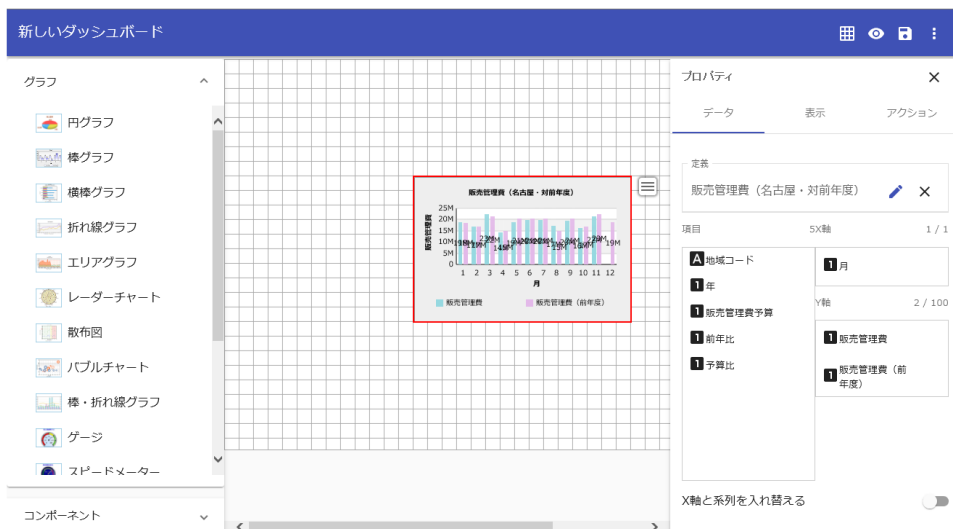 新しいダッシュボード
グラフ
円グラフ
棒グラフ
横棒グラフ
折れ線グラフ
エリアグラフ
レーダーチャート
散布図
バブルチャート
棒・折れ線グラフ
ゲージ
スピードメーター
コンポーネント
販売管理費（名古屋・対前年度）
販売管理費
25M
20M
15M
10M
5M
0
19M
1 2 3 4 5 6 7 8 9 10 11 12
月
販売管理費
販売管理費（前年度）
プロパティ
データ 表示 アクション
定義
販売管理費（名古屋・対前年度）
項目 5
A 地域コード
1 年
1 販売管理費予算
1 前年比
1 予算比
X軸 1 / 1
1 月
Y軸 2 / 100
1 販売管理費
1 販売管理費（前
年度）
X軸と系列を入れ替える